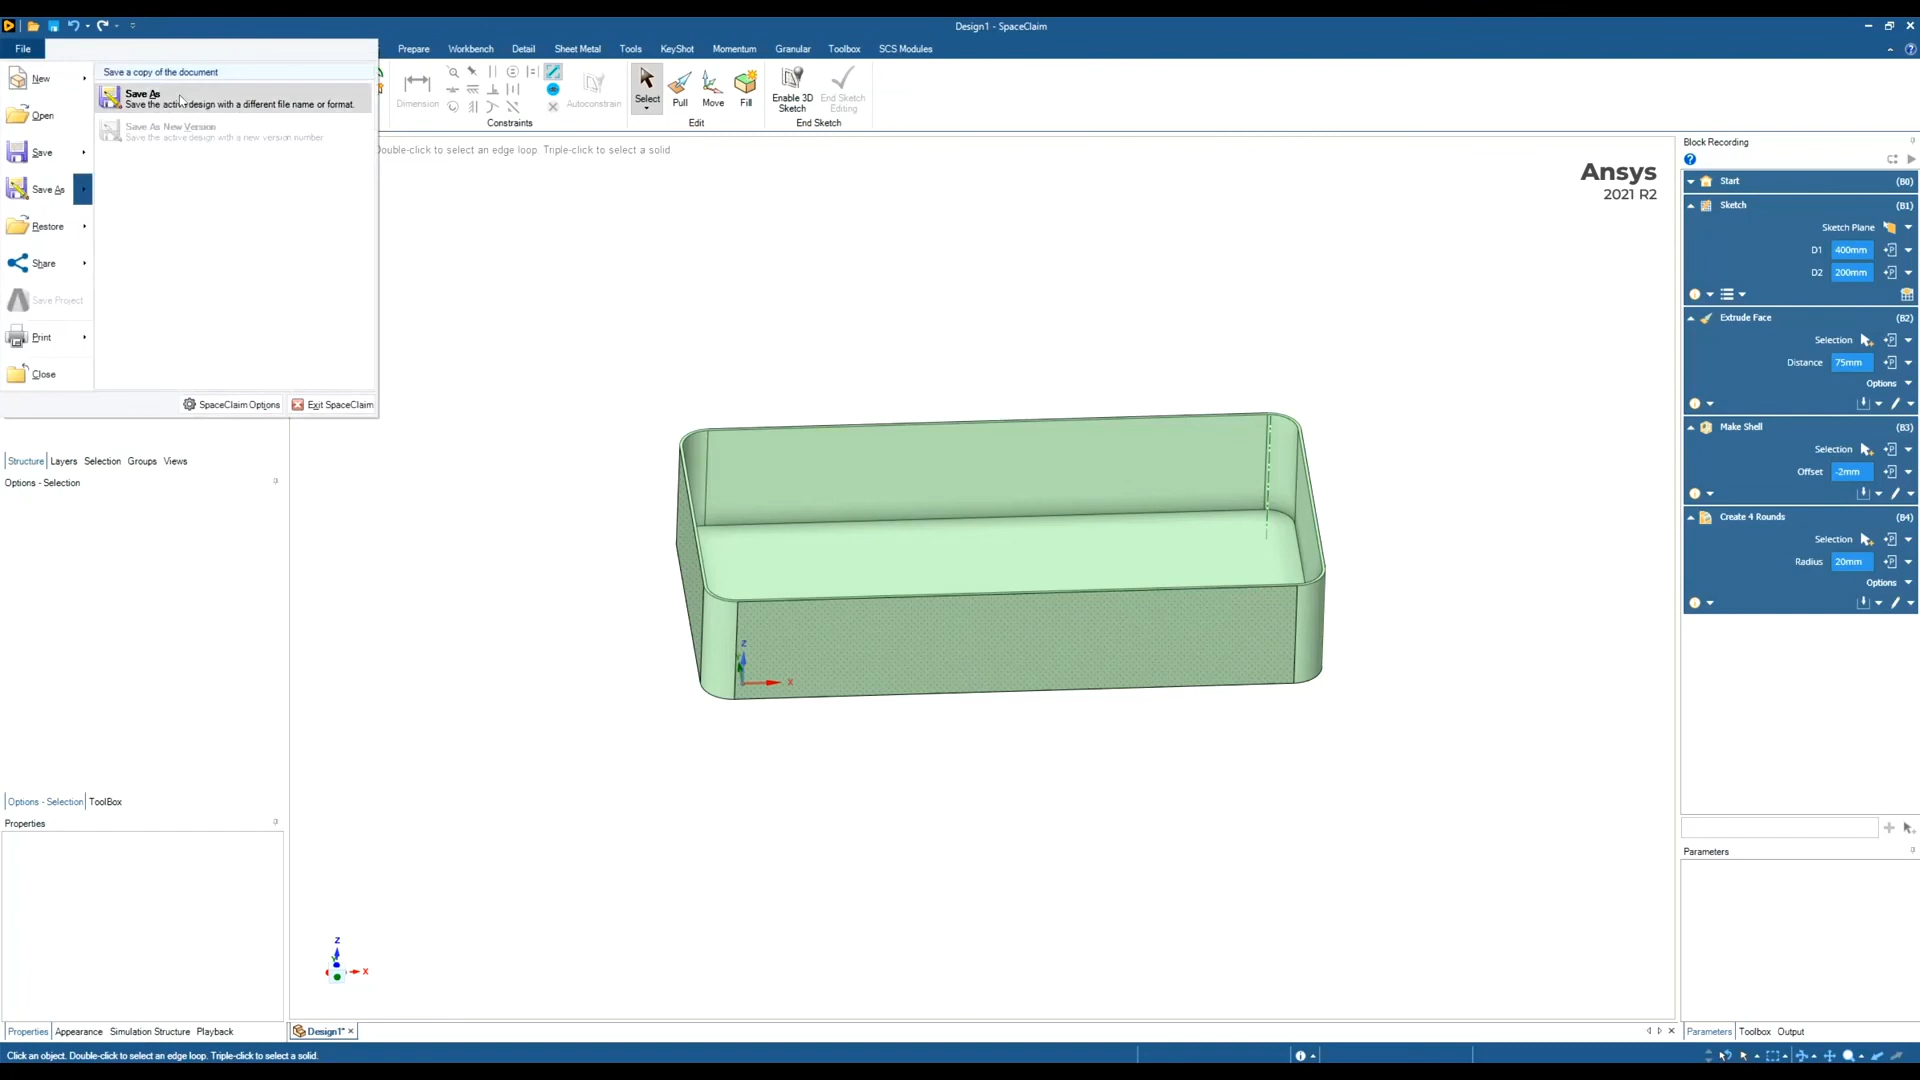 Design1 - SpaceClaim
File
Prepare
Workbench
Detail
Sheet Metal
Tools
KeyShot
Momentum
Granular
Toolbox
SCS Modules
New
Open
Save
Save As
Restore
Share
Save Project
Print
Close
Save a copy of the document
Save As
Save the active design with a different file name or format.
Save As New Version
Save the active design with a new version number
SpaceClaim Options
Exit SpaceClaim
Dimension
Autoconstrain
Constraints
Select
Pull
Move
Fill
Edit
Enable 3D
Sketch
End Sketch
Editing
End Sketch
Double-click to select an edge loop. Triple-click to select a solid
Ansys
2021 R2
Structure
Layers
Selection
Groups
Views
Options - Selection
Options - Selection
ToolBox
Properties
Properties
Appearance
Simulation Structure
Playback
Z
X
Z
Y
X
Design1*
Block Recording
Start (B0)
Sketch (B1)
Sketch Plane
D1 400mm
D2 200mm
Extrude Face (B2)
Selection
Distance 75mm
Options
Make Shell (B3)
Selection
Offset -2mm
Create 4 Rounds (B4)
Selection
Radius 20mm
Options
Parameters
Parameters
Toolbox
Output
Click an object. Double-click to select an edge loop. Triple-click to select a solid.